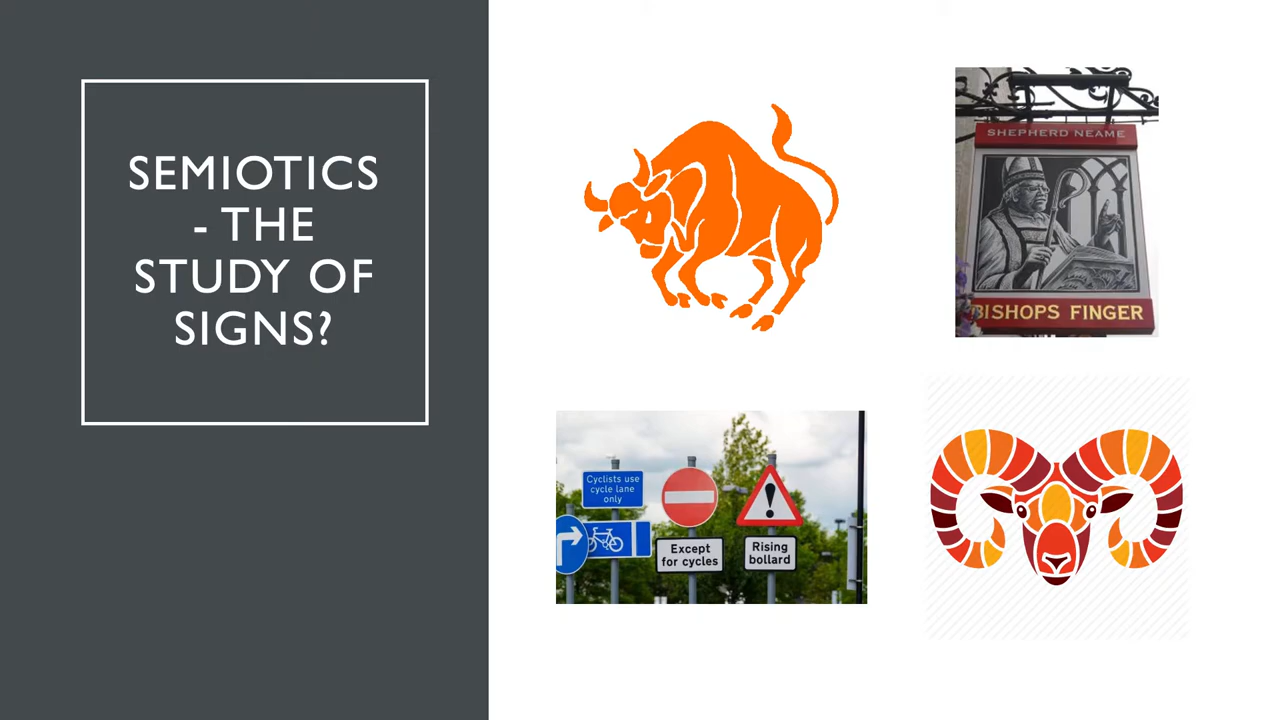 SEMIOTICS
- THE
STUDY OF
SIGNS?
SHEPHERD NEAME
BISHOPS FINGER
Cyclists use
cycle lane
only
Except
for cycles
Rising
bollard